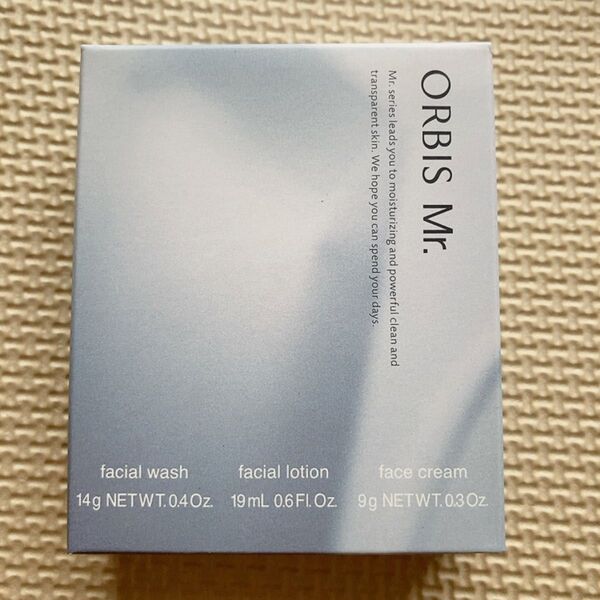 ORBIS Mr.
Mr. series leads you to moisturizing and powerful clean and
transparent skin. We hope you can spend your days.
facial wash
14g NET WT. 0.4 Oz.
facial lotion
19mL 0.6 Fl. Oz.
face cream
9g NET WT. 0.3 Oz.